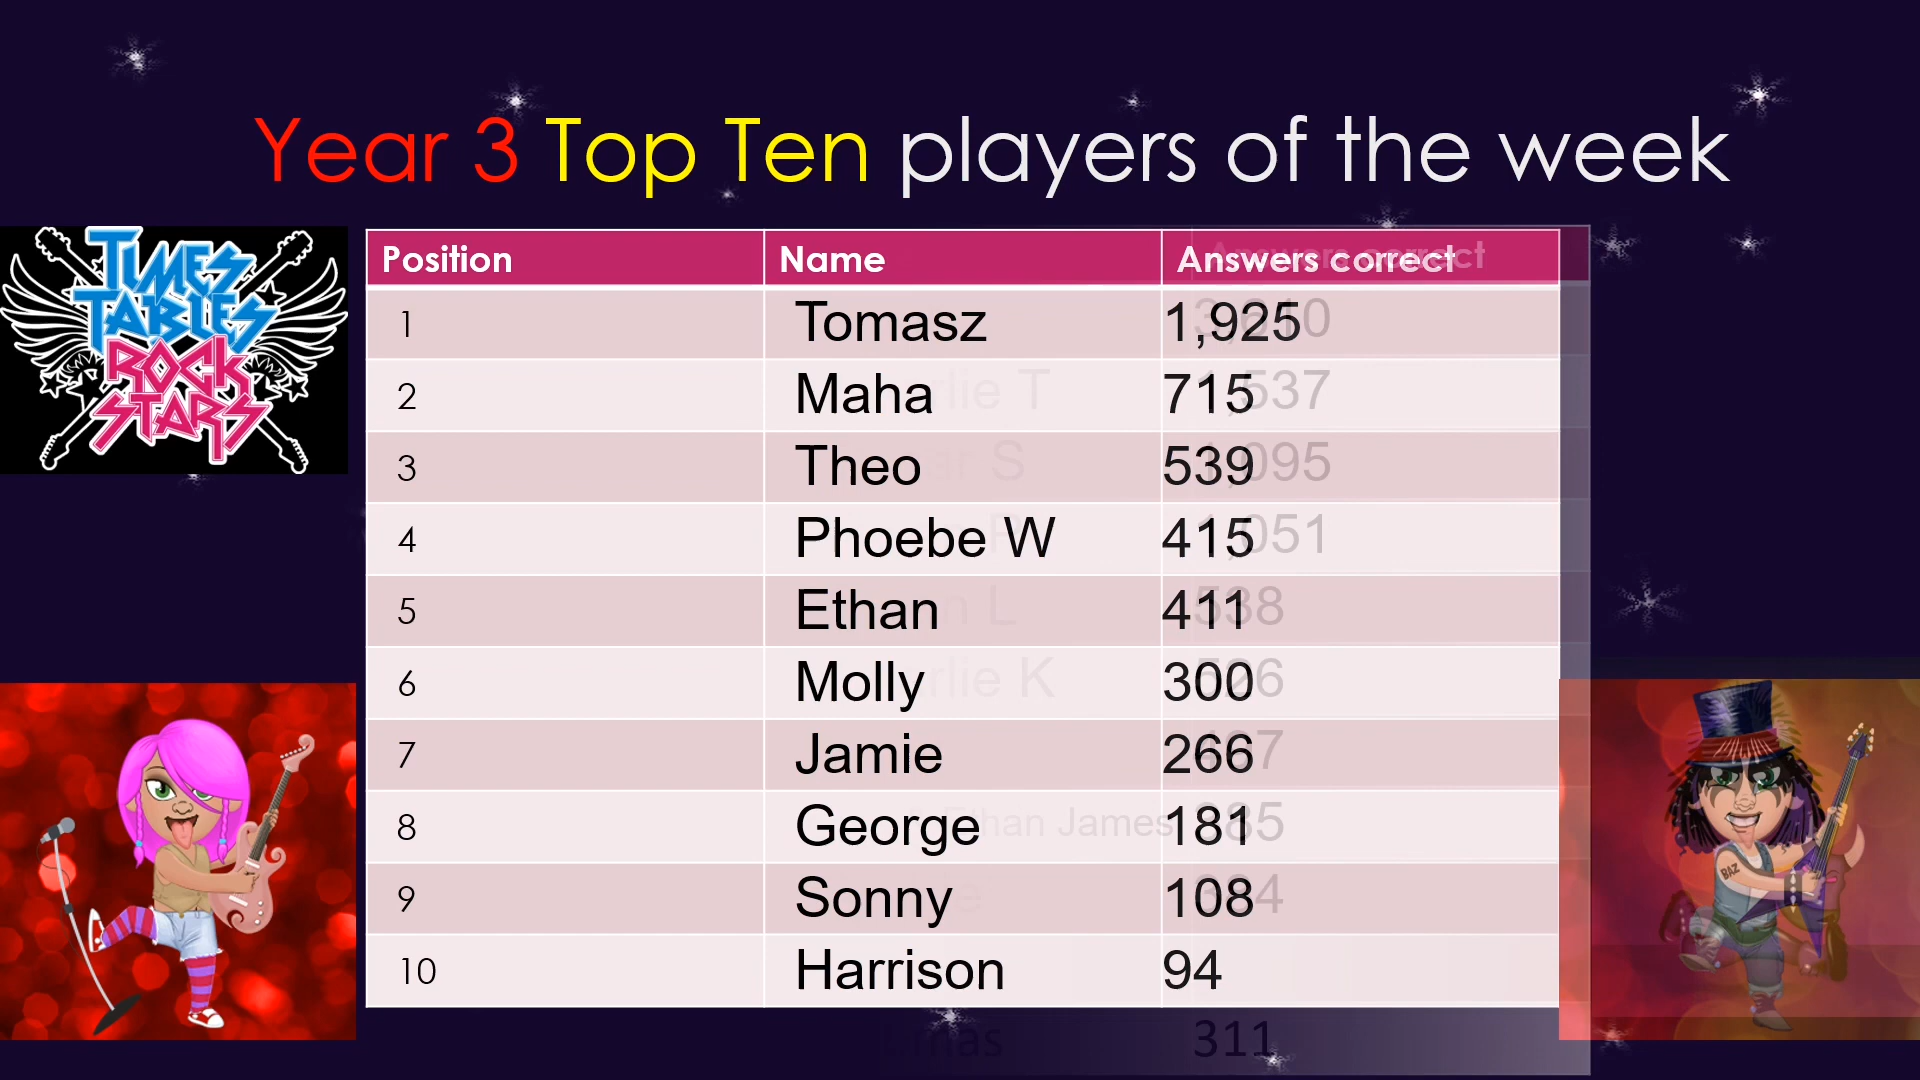 Year 3 Top Ten players of the week
TIMES
TABLES
ROCK
STARS
Position Name Answers correct
1 Tomasz 1,925
2 Maha 715
3 Theo 539
4 Phoebe W 415
5 Ethan 411
6 Molly 300
7 Jamie 266
8 George 181
9 Sonny 108
10 Harrison 94
311
BAZ